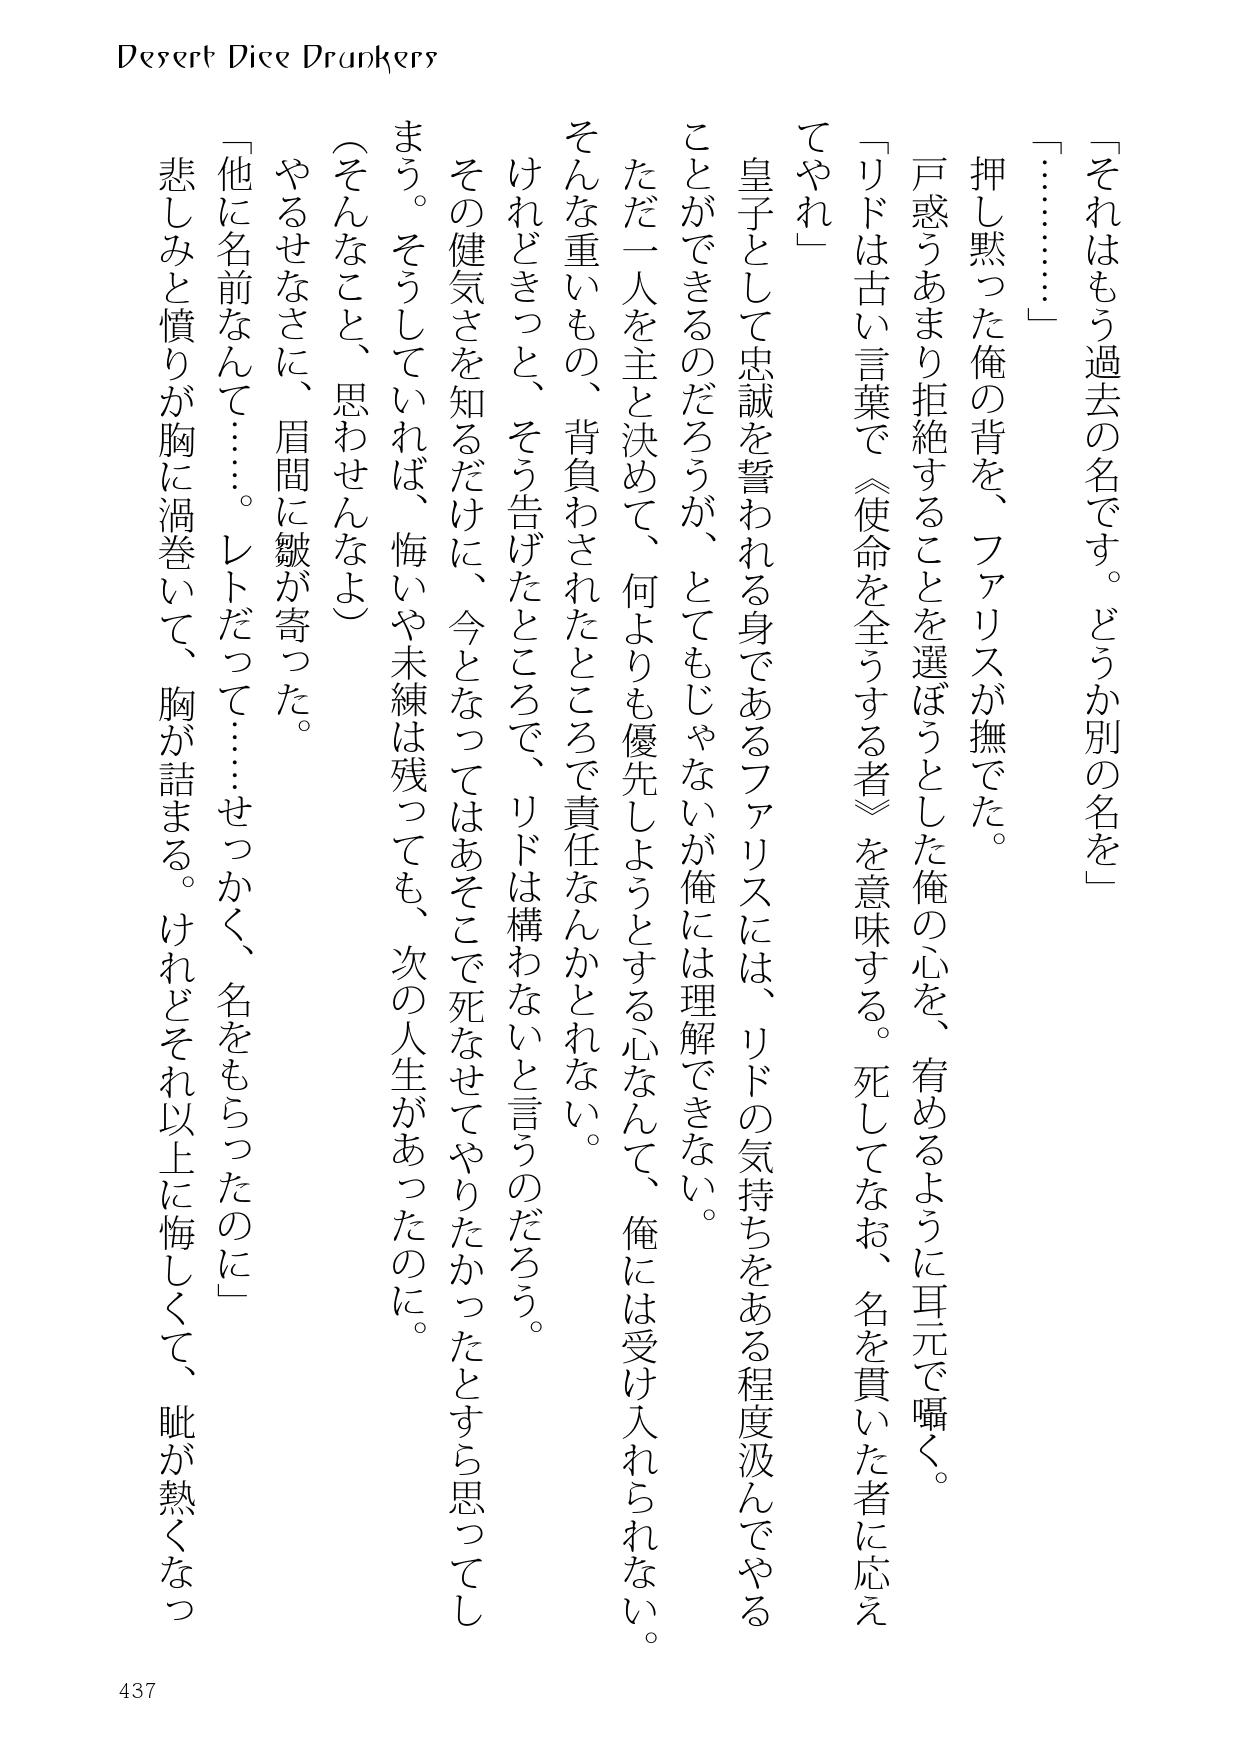 Desert Dice Drunkers
「それはもう過去の名です。どうか別の名を」
「…………」
押し黙った俺の背を、ファリスが撫でた。
戸惑うあまり拒絶することを選ぼうとした俺の心を、宥めるように耳元で囁く。
「リドは古い言葉で《使命を全うする者》を意味する。死してなお、名を貫いた者に応え
てやれ」
皇子として忠誠を誓われる身であるファリスには、リドの気持ちをある程度汲んでやる
ことができるのだろうが、とてもじゃないが俺には理解できない。
ただ一人を主と決めて、何よりも優先しようとする心なんて、俺には受け入れられない。
そんな重いもの、背負わされたところで責任なんかとれない。
けれどきっと、そう告げたところで、リドは構わないと言うのだろう。
その健気さを知るだけに、今となってはあそこで死なせてやりたかったとすら思ってし
まう。そうしていれば、悔いや未練は残っても、次の人生があったのに。
（そんなこと、思わせんなよ）
やるせなさに、眉間に皺が寄った。
「他に名前なんて……。レトだって……せっかく、名をもらったのに」
悲しみと憤りが胸に渦巻いて、胸が詰まる。けれどそれ以上に悔しくて、眦が熱くなっ
437